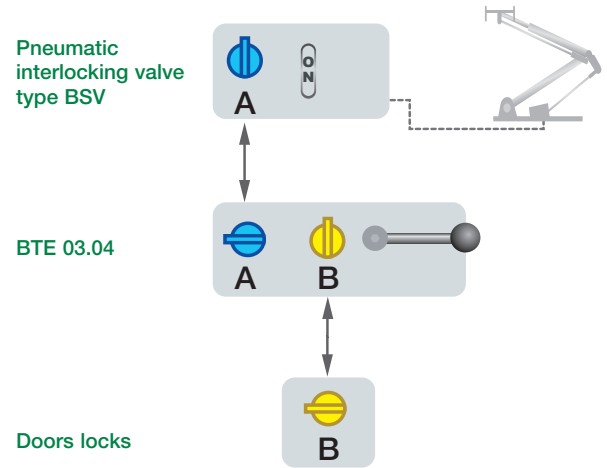 Pneumatic
interlocking valve
type BSV
ON
A
BTE 03.04
A B
B
Doors locks